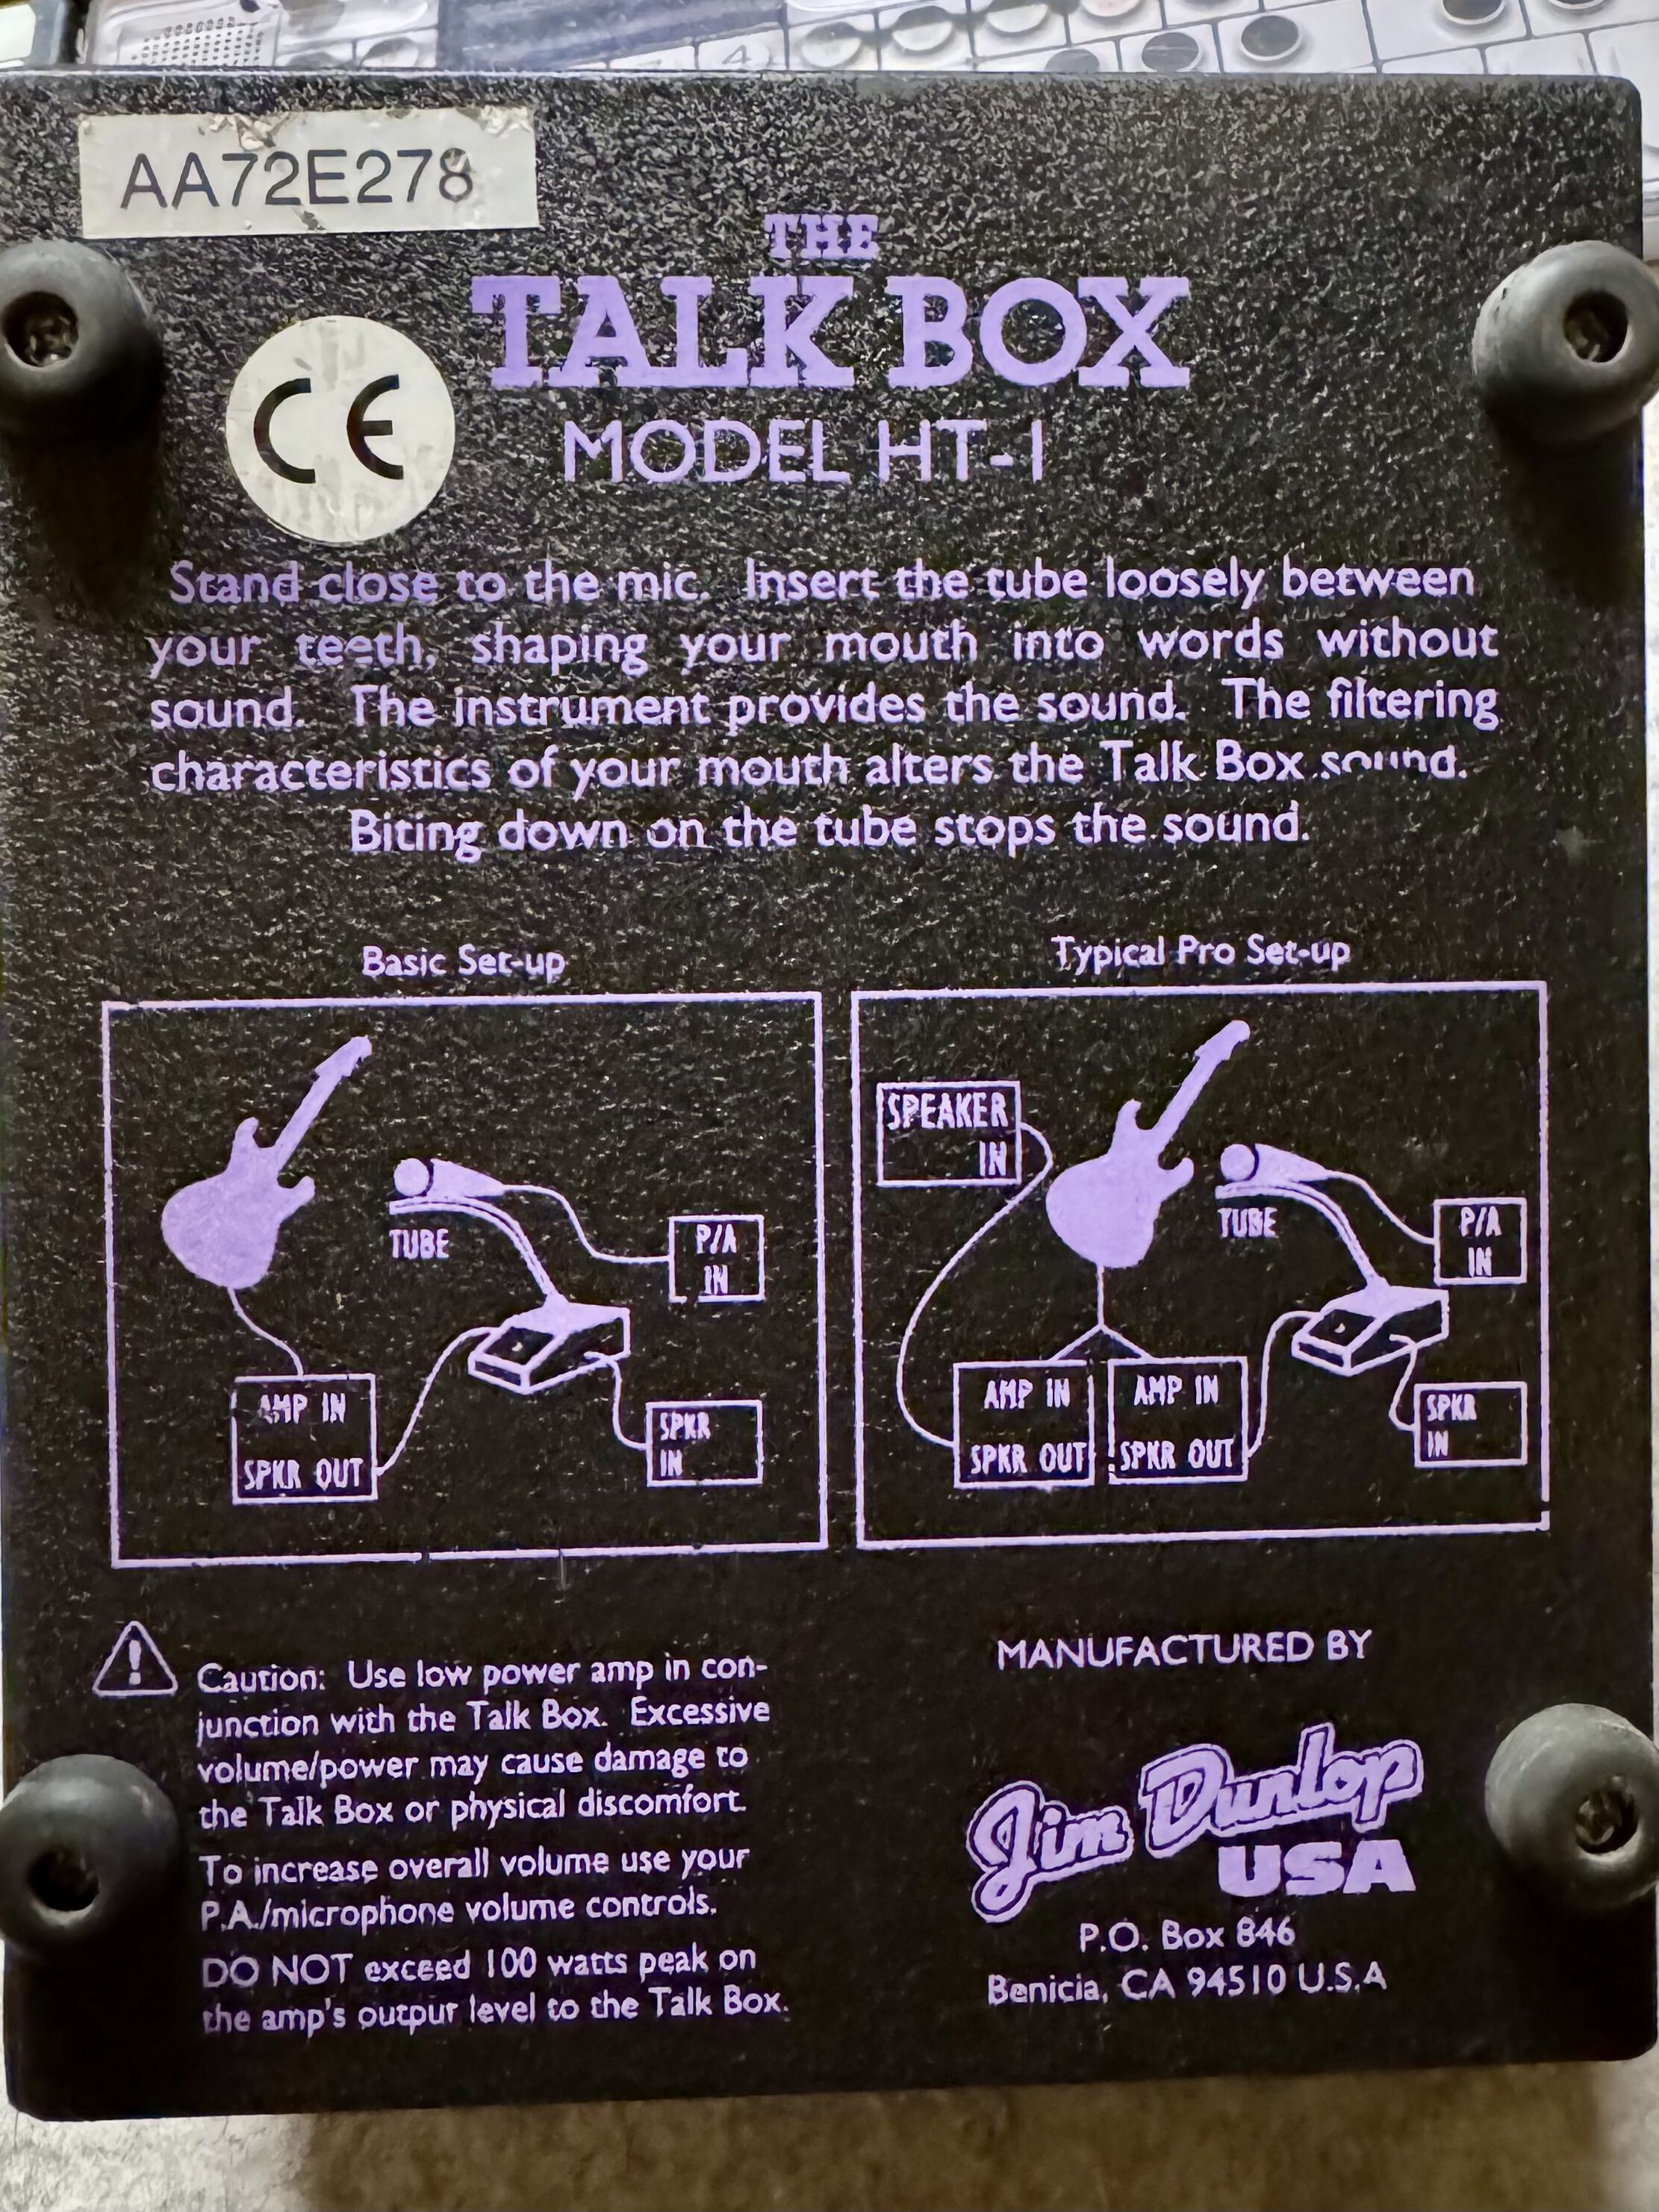 AA72E278
THE
TALK BOX
CE
MODEL HT-1
Stand close to the mic. Insert the tube loosely between
your teeth, shaping your mouth into words without
sound. The instrument provides the sound. The filtering
characteristics of your mouth alters the Talk Box sound.
Biting down on the tube stops the sound.
Basic Set-up
TUBE
P/A
IN
AMP IN
SPKR OUT
SPKR
IN
Typical Pro Set-up
SPEAKER
IN
TUBE
P/A
IN
AMP IN
SPKR OUT
AMP IN
SPKR OUT
SPKR
IN
Caution: Use low power amp in con-
junction with the Talk Box. Excessive
volume/power may cause damage to
the Talk Box or physical discomfort.
To increase overall volume use your
P.A./microphone volume controls.
DO NOT exceed 100 watts peak on
the amp's output level to the Talk Box.
MANUFACTURED BY
Jim Dunlop
USA
P.O. Box 846
Benicia, CA 94510 U.S.A